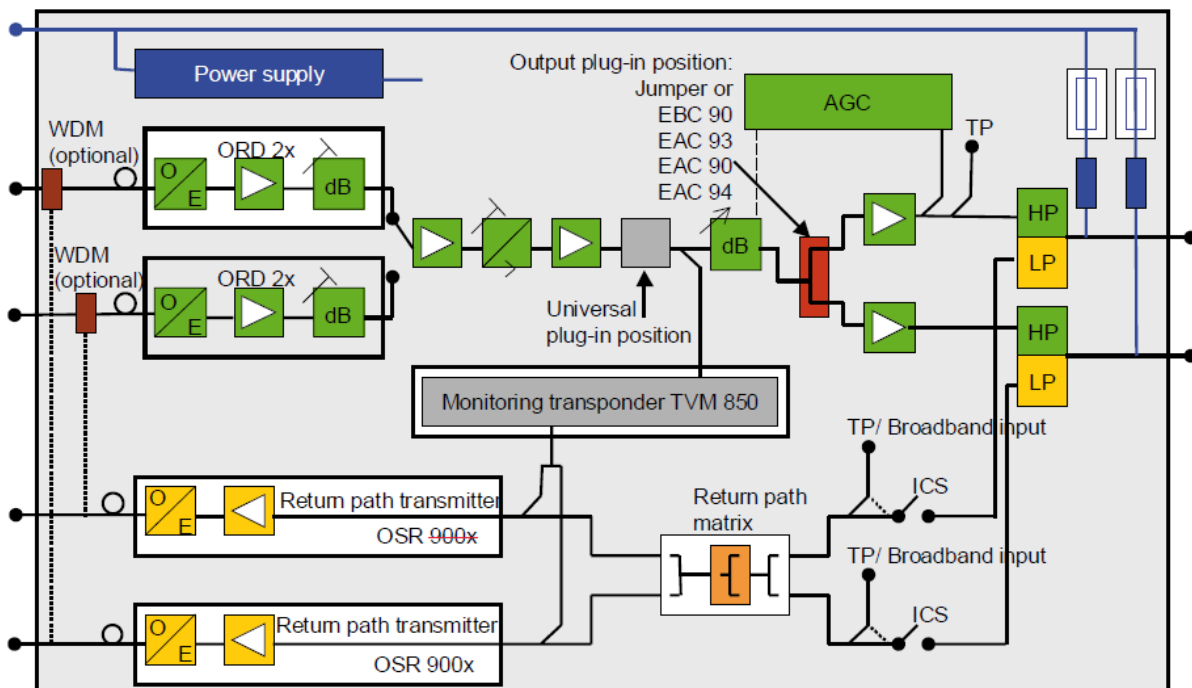 Power supply
Output plug-in position:
Jumper or
EBC 90
EAC 93
EAC 90
EAC 94
AGC
TP
WDM
(optional)
ORD 2x
O
E
dB
HP
LP
WDM
(optional)
ORD 2x
O
E
dB
dB
Universal
plug-in position
HP
LP
Monitoring transponder TVM 850
TP/ Broadband input
ICS
Return path transmitter
O
E
OSR 900x
Return path
matrix
TP/ Broadband input
ICS
Return path transmitter
O
E
OSR 900x